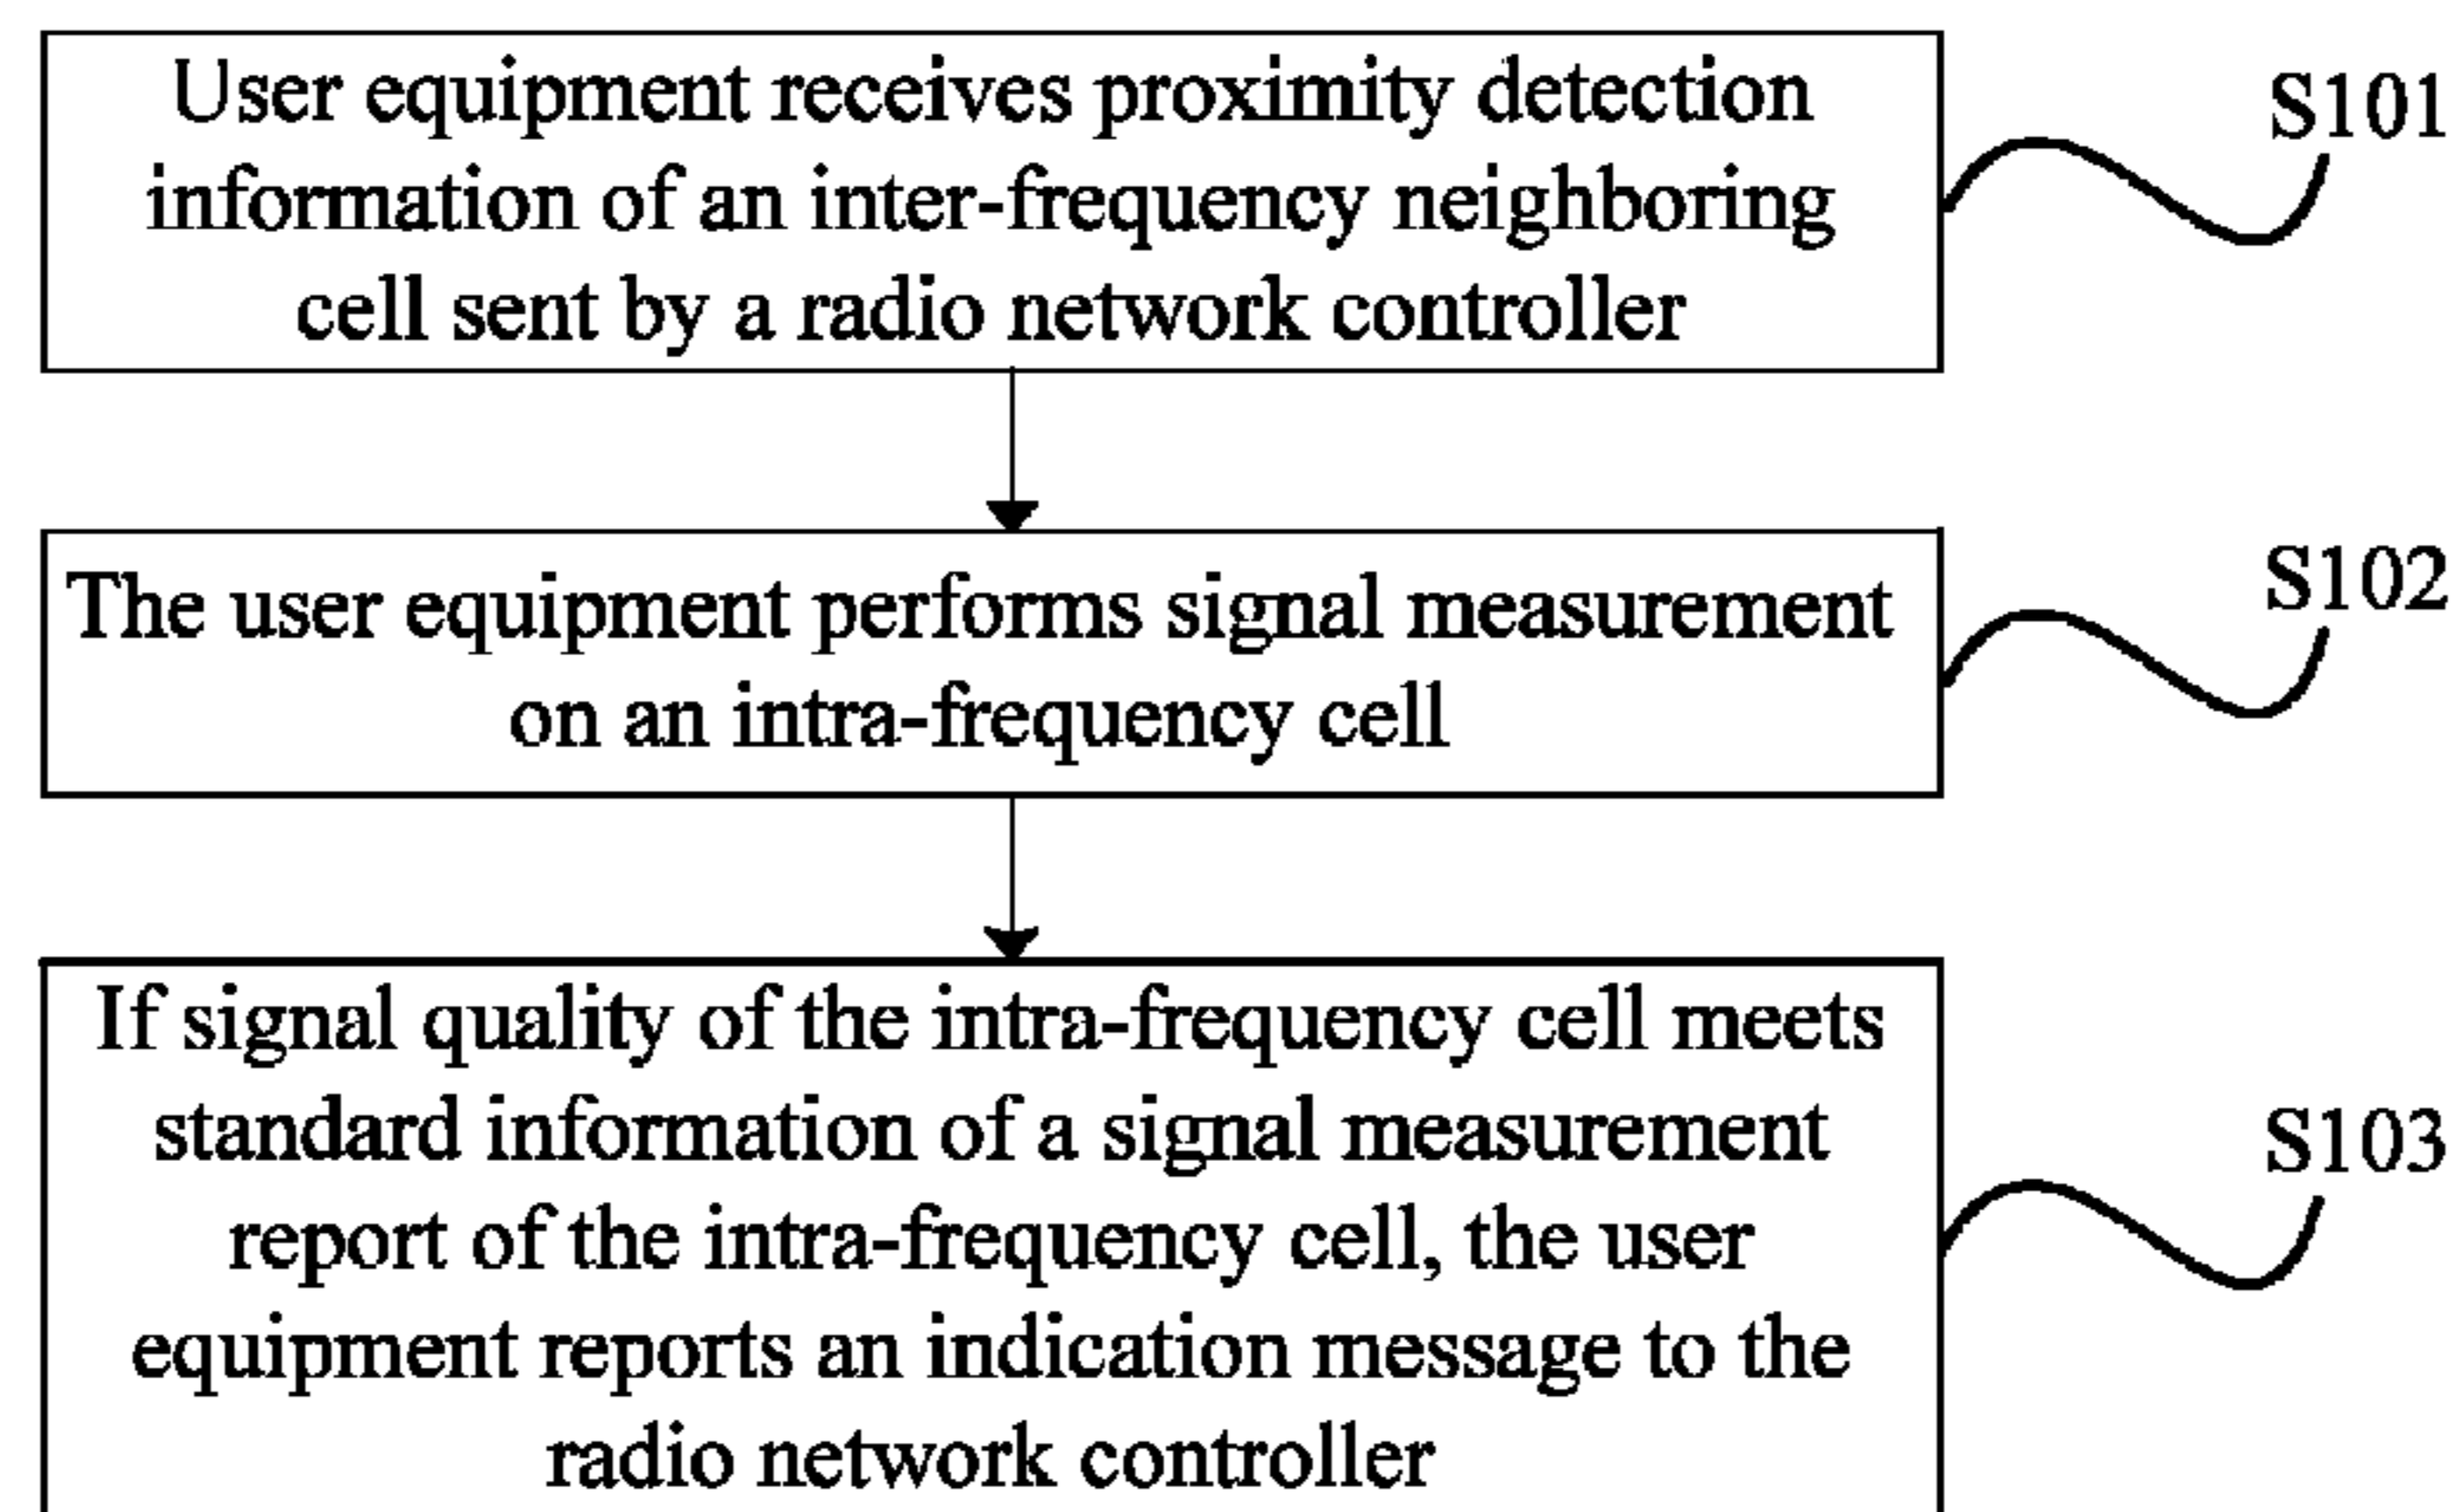 User equipment receives proximity detection
information of an inter-frequency neighboring
cell sent by a radio network controller
S101
The user equipment performs signal measurement
on an intra-frequency cell
S102
If signal quality of the intra-frequency cell meets
standard information of a signal measurement
report of the intra-frequency cell, the user
equipment reports an indication message to the
radio network controller
S103